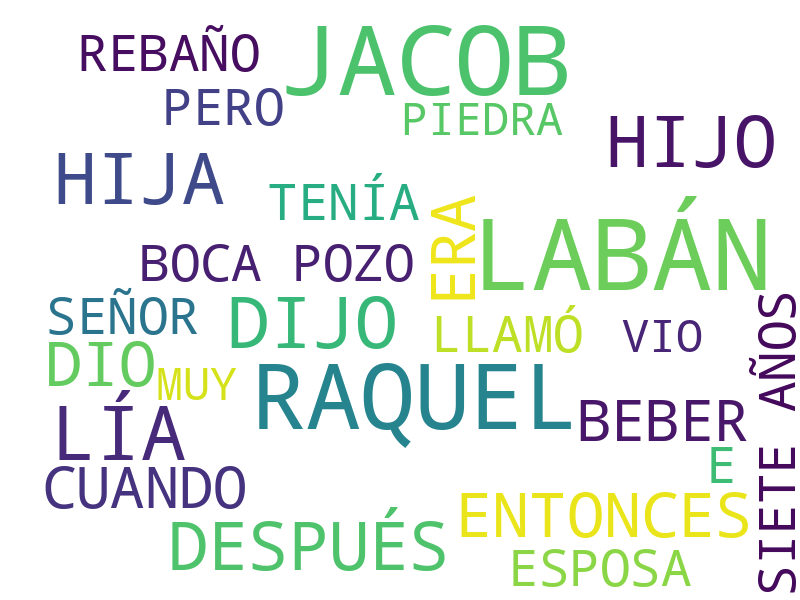 JACOB
REBAÑO
PERO
PIEDRA
HIJO
HIJA
TENÍA
ERA
LABÁN
BOCA POZO
SEÑOR
DIJO
LLAMÓ
VIO
SIETE AÑOS
DIO
MUY
RAQUEL
LÍA
BEBER
E
CUANDO
ENTONCES
DESPUÉS
ESPOSA